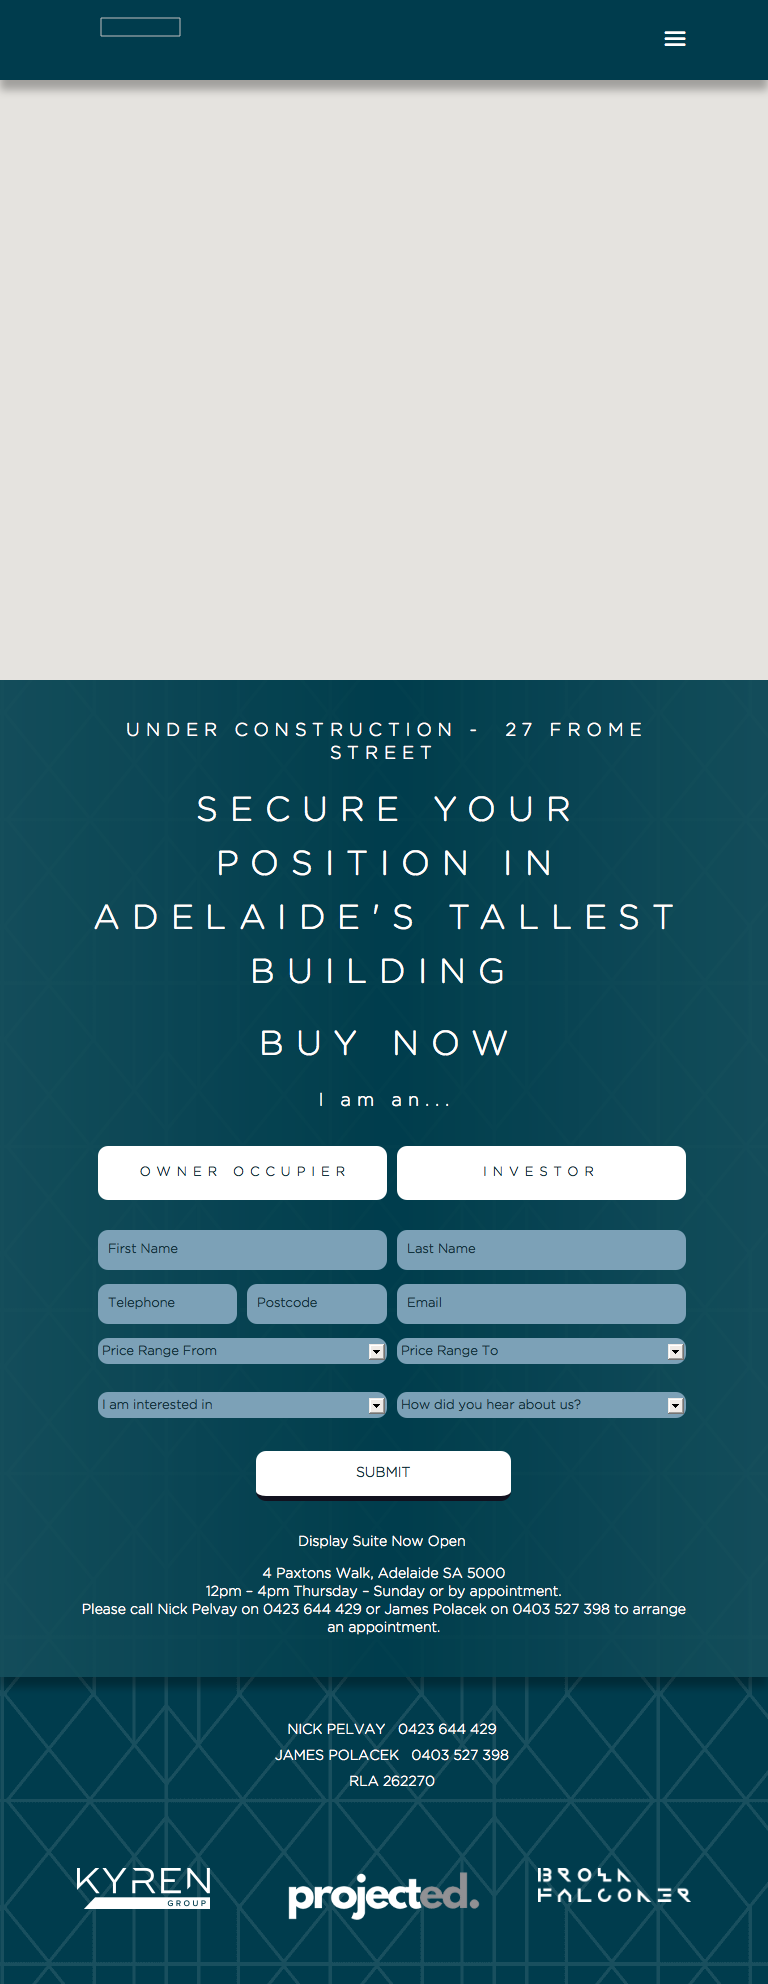 UNDER CONSTRUCTION - 27 FROME
STREET
SECURE YOUR
POSITION IN
ADELAIDE'S TALLEST
BUILDING
BUY NOW
I am an...
OWNER OCCUPIER
INVESTOR
First Name
Last Name
Telephone
Postcode
Email
Price Range From
Price Range To
I am interested in
How did you hear about us?
SUBMIT
Display Suite Now Open
4 Paxtons Walk, Adelaide SA 5000
12pm – 4pm Thursday – Sunday or by appointment.
Please call Nick Pelvay on 0423 644 429 or James Polacek on 0403 527 398 to arrange
an appointment.
NICK PELVAY 0423 644 429
JAMES POLACEK 0403 527 398
RLA 262270
KYREN
GROUP
projected.
BROWN
FALCONER